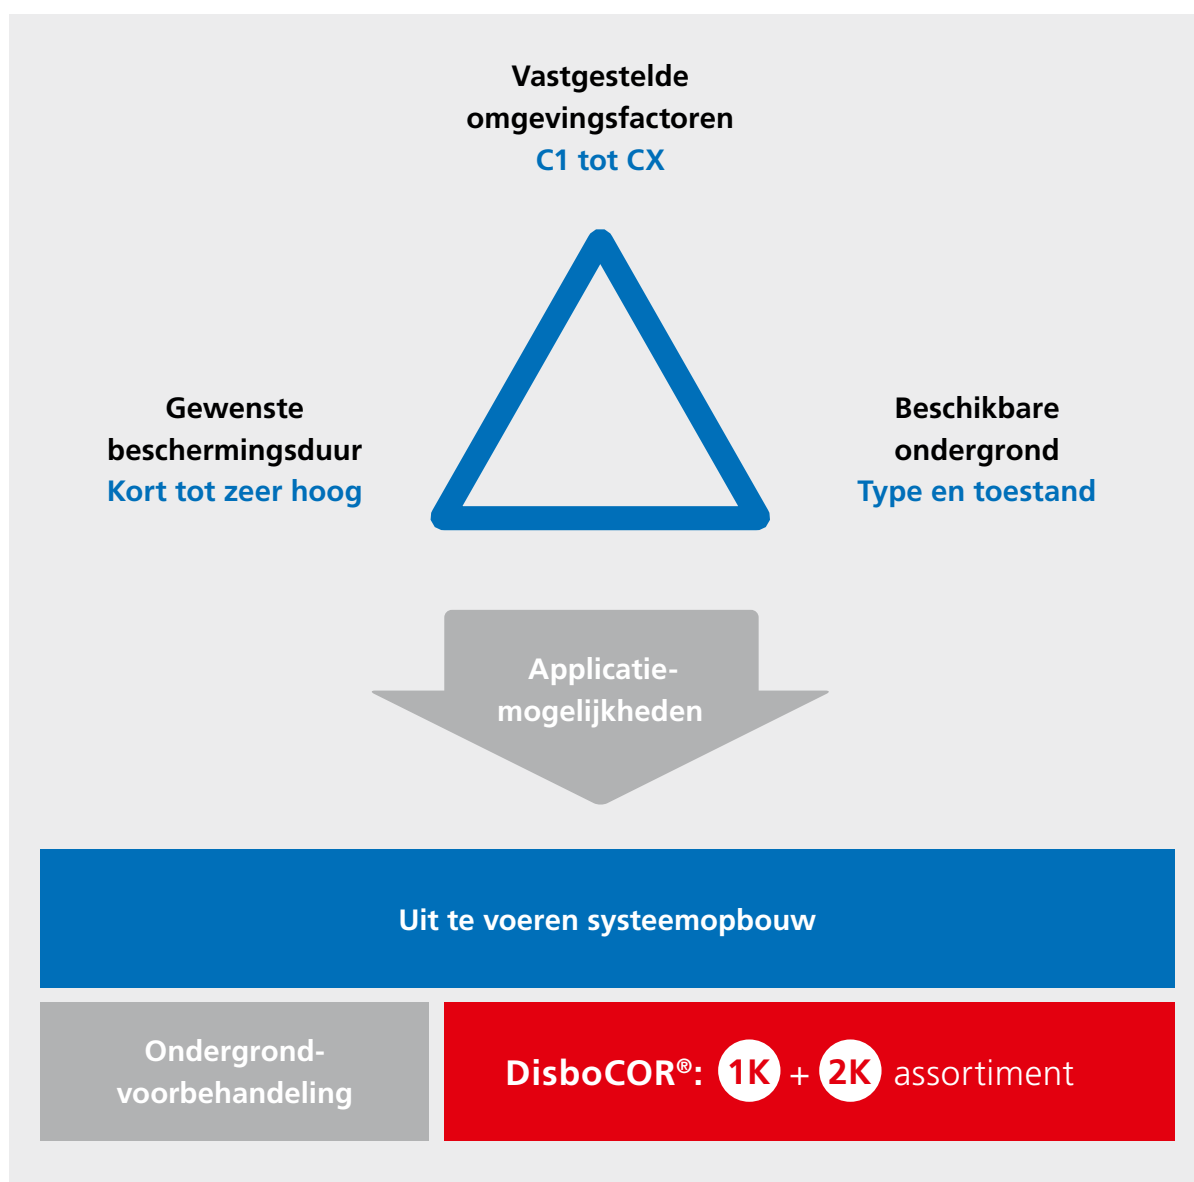 Vastgestelde
omgevingsfactoren
C1 tot CX
Gewenste
beschermingsduur
Kort tot zeer hoog
Beschikbare
ondergrond
Type en toestand
Applicatie-
mogelijkheden
Uit te voeren systeemopbouw
Ondergrond-
voorbehandeling
DisboCOR®: 1K + 2K assortiment